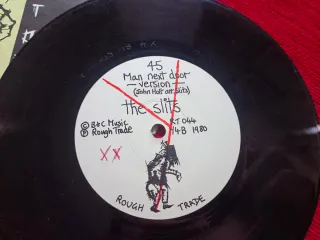 45
Man next door
— version —
(John Holt arr. Slits)
the slits
© B&C Music
℗ Rough Trade
RT 044
/4B 1980
XX
ROUGH TRADE